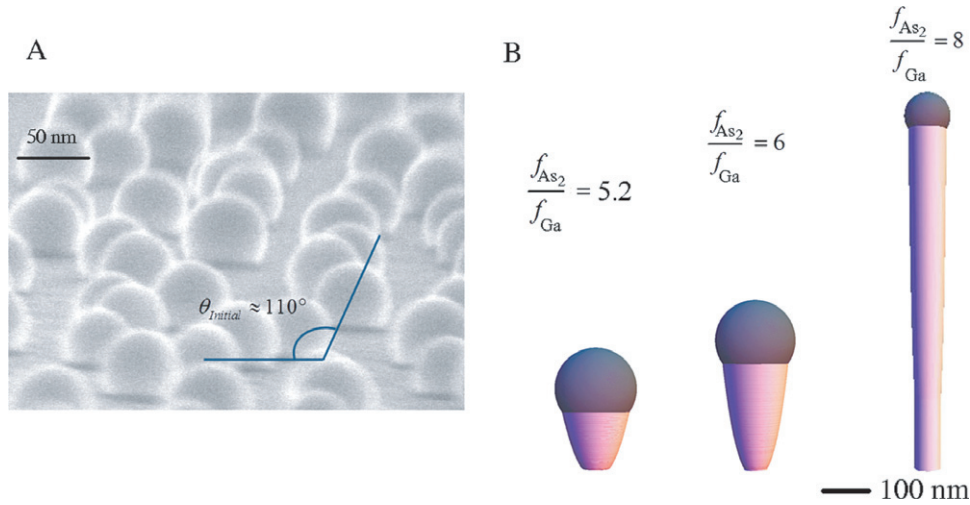 A
50 nm
θInitial ≈ 110°
B
fAs2/fGa = 5.2
fAs2/fGa = 6
fAs2/fGa = 8
100 nm